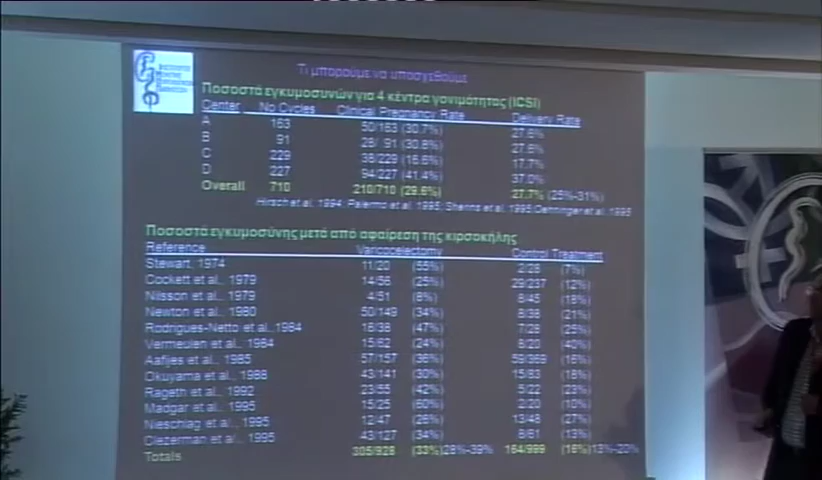 Τι μπορούμε να υποσχεθούμε
Ποσοστά εγκυμοσυνών για 4 κέντρα γονιμότητας (ICSI)
Center No Cycles Clinical Pregnancy Rate Delivery Rate
A 163 50/163 (30.7%) 27.6%
B 91 28/ 91 (30.8%) 27.6%
C 229 38/229 (16.6%) 17.7%
D 227 94/227 (41.4%) 37.0%
Overall 710 210/710 (29.6%) 27.7% (25%-31%)
Hirsch et al. 1994, Palermo et al. 1995, 1995, 1995
Ποσοστά εγκυμοσύνης μετά από αφαίρεση της κιρσοκήλης
Reference Varicocelectomy Control Treatment
Stewart, 1974 11/20 (55%) 2/28 (7%)
Cockett et al., 1979 14/56 (25%) 29/237 (12%)
Nilsson et al., 1979 4/51 (8%) 8/45 (18%)
Newton et al., 1980 50/149 (34%) 8/38 (21%)
Rodrigues-Netto et al., 1984 18/38 (47%) 7/28 (25%)
Vermeulen et al., 1984 15/62 (24%) 8/20 (40%)
Aafjes et al., 1985 57/157 (36%) 59/369 (16%)
Okuyama et al., 1988 43/141 (30%) 15/83 (18%)
Rageth et al., 1992 23/55 (42%) 5/22 (23%)
Madgar et al., 1995 15/25 (60%) 2/20 (10%)
Nieschlag et al., 1995 12/47 (26%) 13/48 (27%)
et al., 1995 43/127 (34%) 8/61 (13%)
Totals 305/928 (33%)28%-39% 164/999 (16%)13%-20%